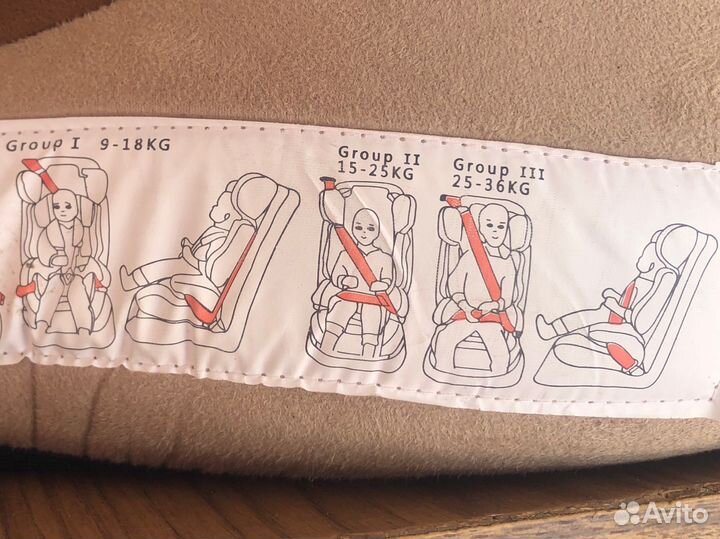 Group I 9-18KG
Group II
15-25KG
Group III
25-36KG
Avito